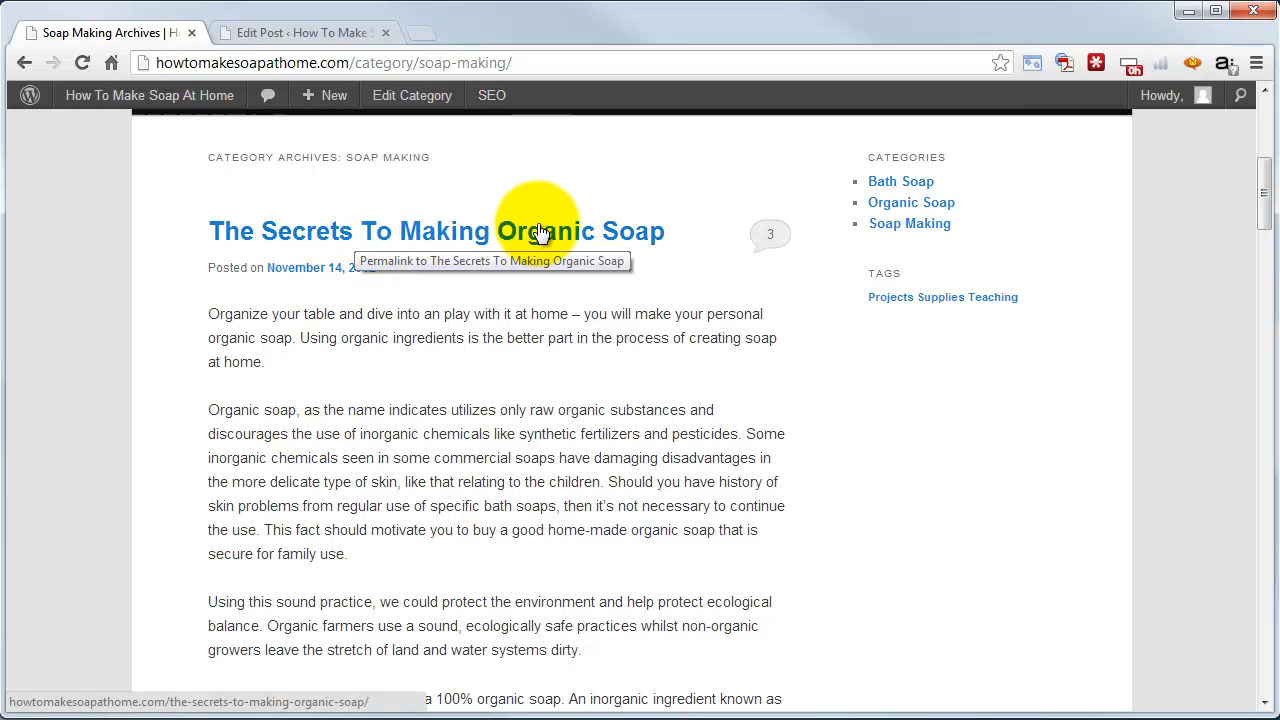 Soap Making Archives | H
Edit Post ‹ How To Make S
howtomakesoapathome.com/category/soap-making/
0h
a:
How To Make Soap At Home
+ New
Edit Category
SEO
Howdy,
CATEGORY ARCHIVES: SOAP MAKING
The Secrets To Making Organic Soap
3
Permalink to The Secrets To Making Organic Soap
Posted on November 14, 2012
Organize your table and dive into an play with it at home – you will make your personal
organic soap. Using organic ingredients is the better part in the process of creating soap
at home.
Organic soap, as the name indicates utilizes only raw organic substances and
discourages the use of inorganic chemicals like synthetic fertilizers and pesticides. Some
inorganic chemicals seen in some commercial soaps have damaging disadvantages in
the more delicate type of skin, like that relating to the children. Should you have history of
skin problems from regular use of specific bath soaps, then it's not necessary to continue
the use. This fact should motivate you to buy a good home-made organic soap that is
secure for family use.
Using this sound practice, we could protect the environment and help protect ecological
balance. Organic farmers use a sound, ecologically safe practices whilst non-organic
growers leave the stretch of land and water systems dirty.
a 100% organic soap. An inorganic ingredient known as
CATEGORIES
Bath Soap
Organic Soap
Soap Making
TAGS
Projects Supplies Teaching
howtomakesoapathome.com/the-secrets-to-making-organic-soap/